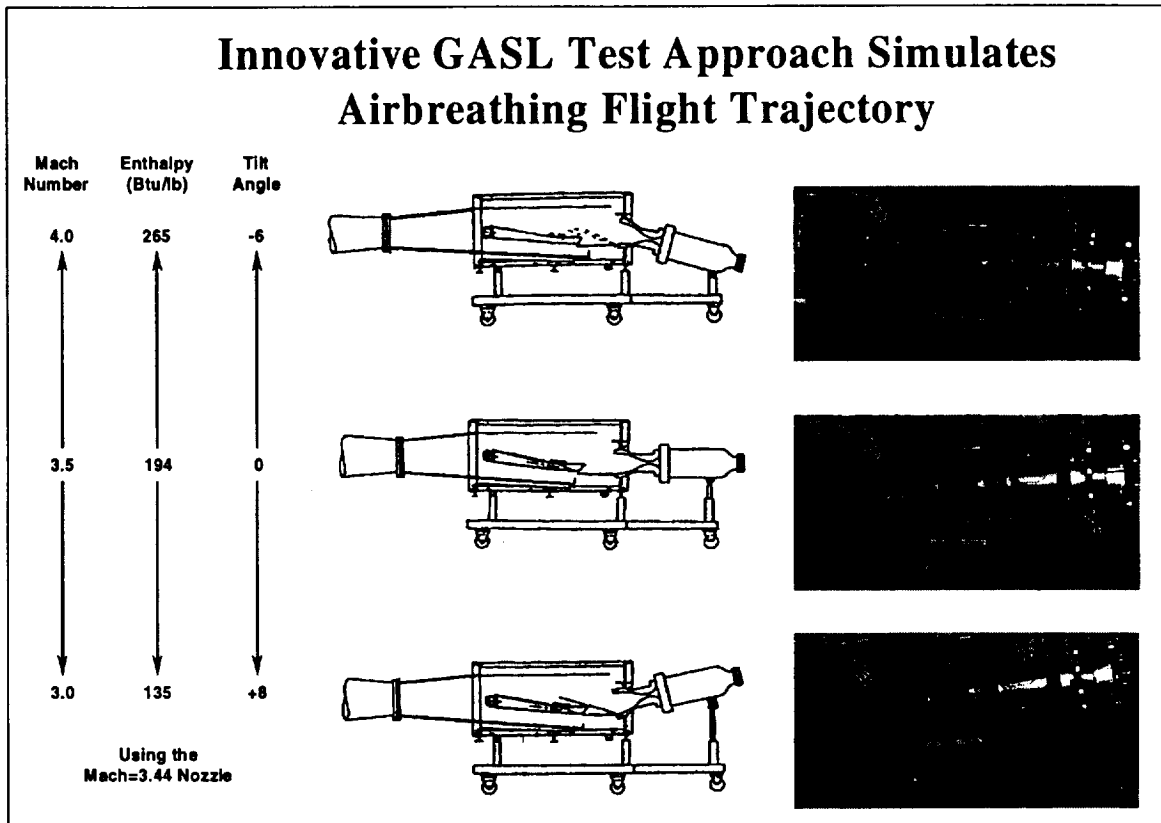 Innovative GASL Test Approach Simulates
Airbreathing Flight Trajectory
Mach Number
Enthalpy (Btu/lb)
Tilt Angle
4.0 265 -6
3.5 194 0
3.0 135 +8
Using the
Mach=3.44 Nozzle